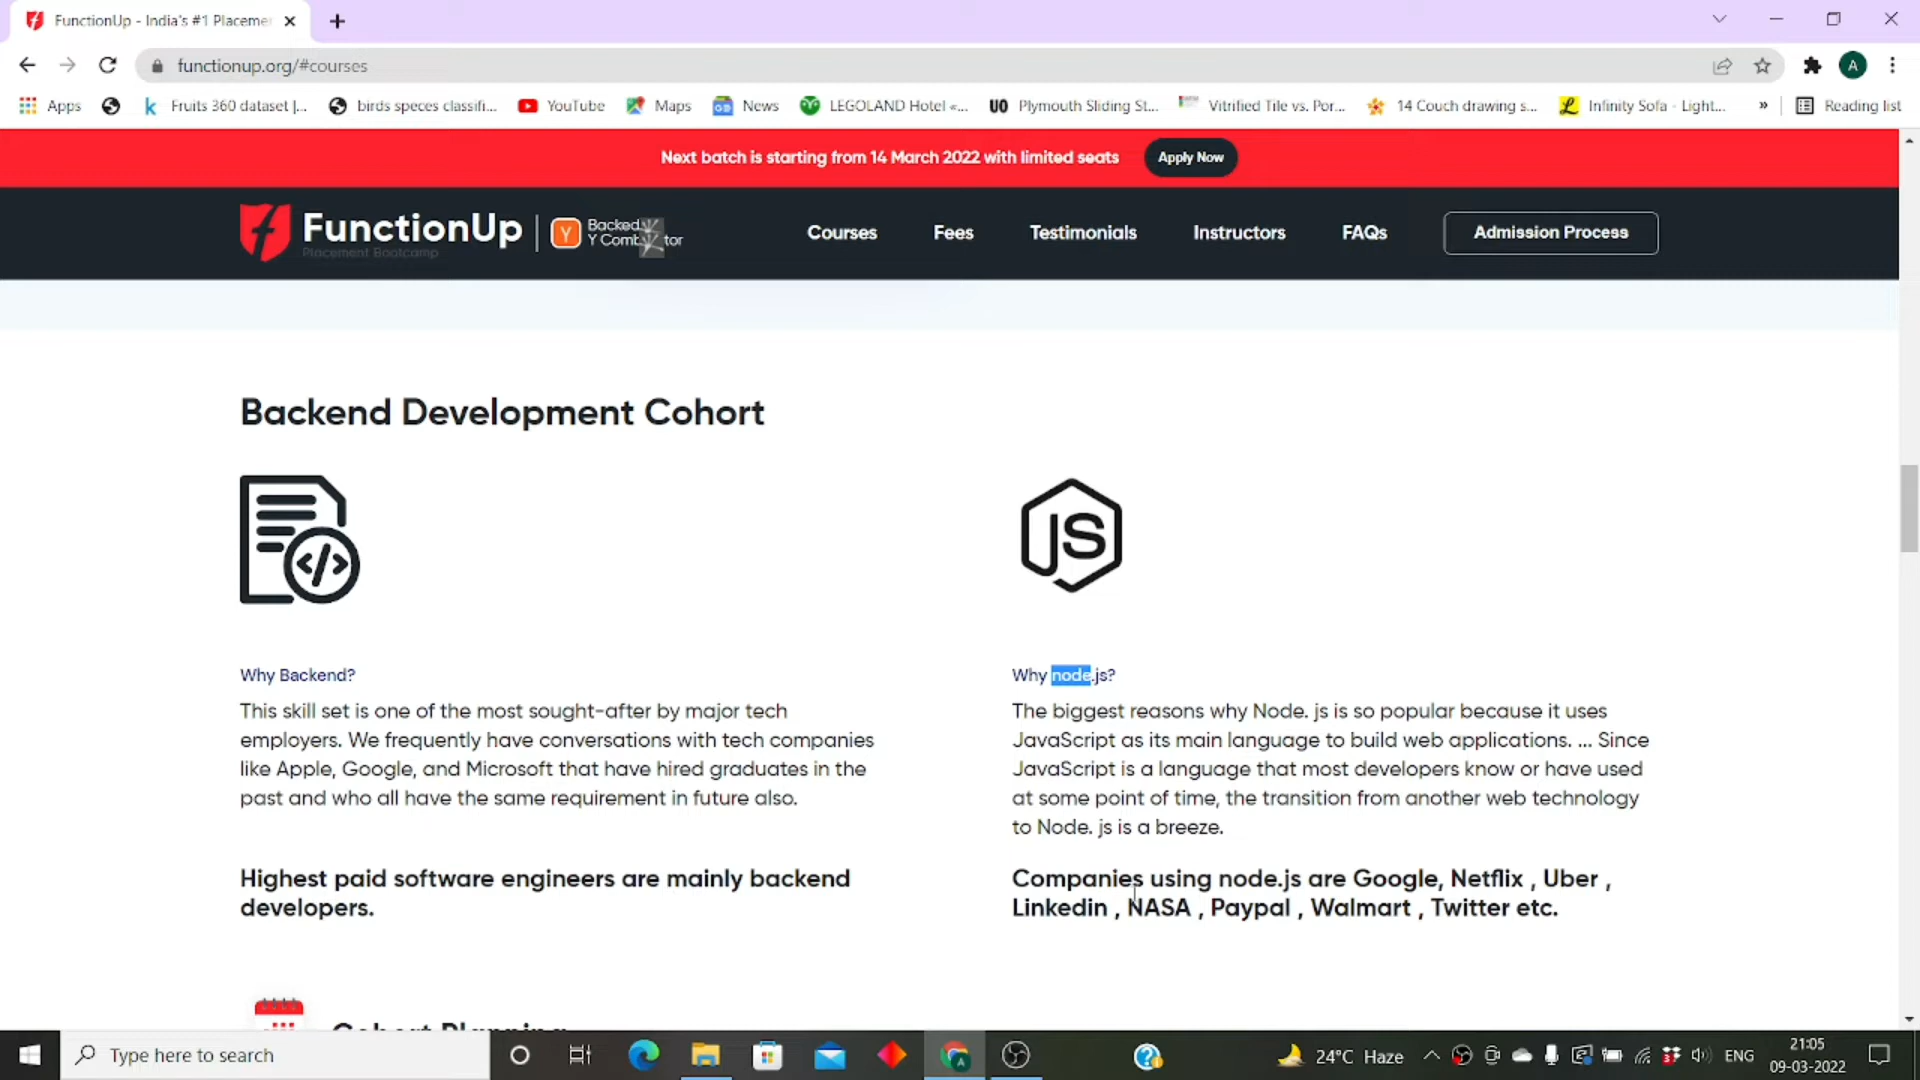 FunctionUp - India's #1 Placemen
functionup.org/#courses
A
Apps
Fruits 360 dataset |...
birds speces classifi...
YouTube
Maps
News
LEGOLAND Hotel «...
UO Plymouth Sliding St...
Vitrified Tile vs. Por...
14 Couch drawing s...
Infinity Sofa - Light...
»
Reading list
Next batch is starting from 14 March 2022 with limited seats
Apply Now
FunctionUp
Placement Bootcamp
Y
Backed
Y Comb tor
Courses
Fees
Testimonials
Instructors
FAQs
Admission Process
Backend Development Cohort
JS
Why Backend?
This skill set is one of the most sought-after by major tech
employers. We frequently have conversations with tech companies
like Apple, Google, and Microsoft that have hired graduates in the
past and who all have the same requirement in future also.
Highest paid software engineers are mainly backend
developers.
Why node.js?
The biggest reasons why Node. js is so popular because it uses
JavaScript as its main language to build web applications. ... Since
JavaScript is a language that most developers know or have used
at some point of time, the transition from another web technology
to Node. js is a breeze.
Companies using node.js are Google, Netflix , Uber ,
Linkedin , NASA , Paypal , Walmart , Twitter etc.
Cohort Planning
Type here to search
24°C Haze
ENG
21:05
09-03-2022